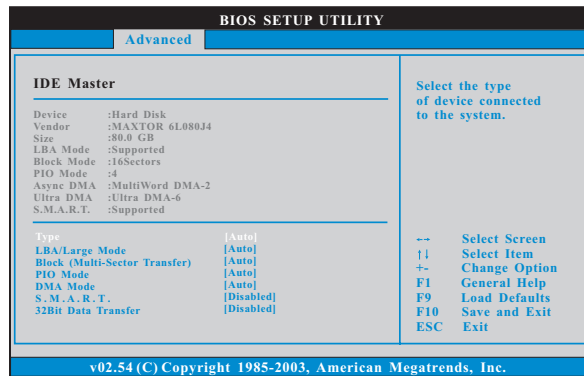 BIOS SETUP UTILITY
Advanced
IDE Master
Device :Hard Disk
Vendor :MAXTOR 6L080J4
Size :80.0 GB
LBA Mode :Supported
Block Mode :16Sectors
PIO Mode :4
Async DMA :MultiWord DMA-2
Ultra DMA :Ultra DMA-6
S.M.A.R.T. :Supported
Type [Auto]
LBA/Large Mode [Auto]
Block (Multi-Sector Transfer) [Auto]
PIO Mode [Auto]
DMA Mode [Auto]
S.M.A.R.T. [Disabled]
32Bit Data Transfer [Disabled]
Select the type
of device connected
to the system.
←→ Select Screen
↑↓ Select Item
+- Change Option
F1 General Help
F9 Load Defaults
F10 Save and Exit
ESC Exit
v02.54 (C) Copyright 1985-2003, American Megatrends, Inc.